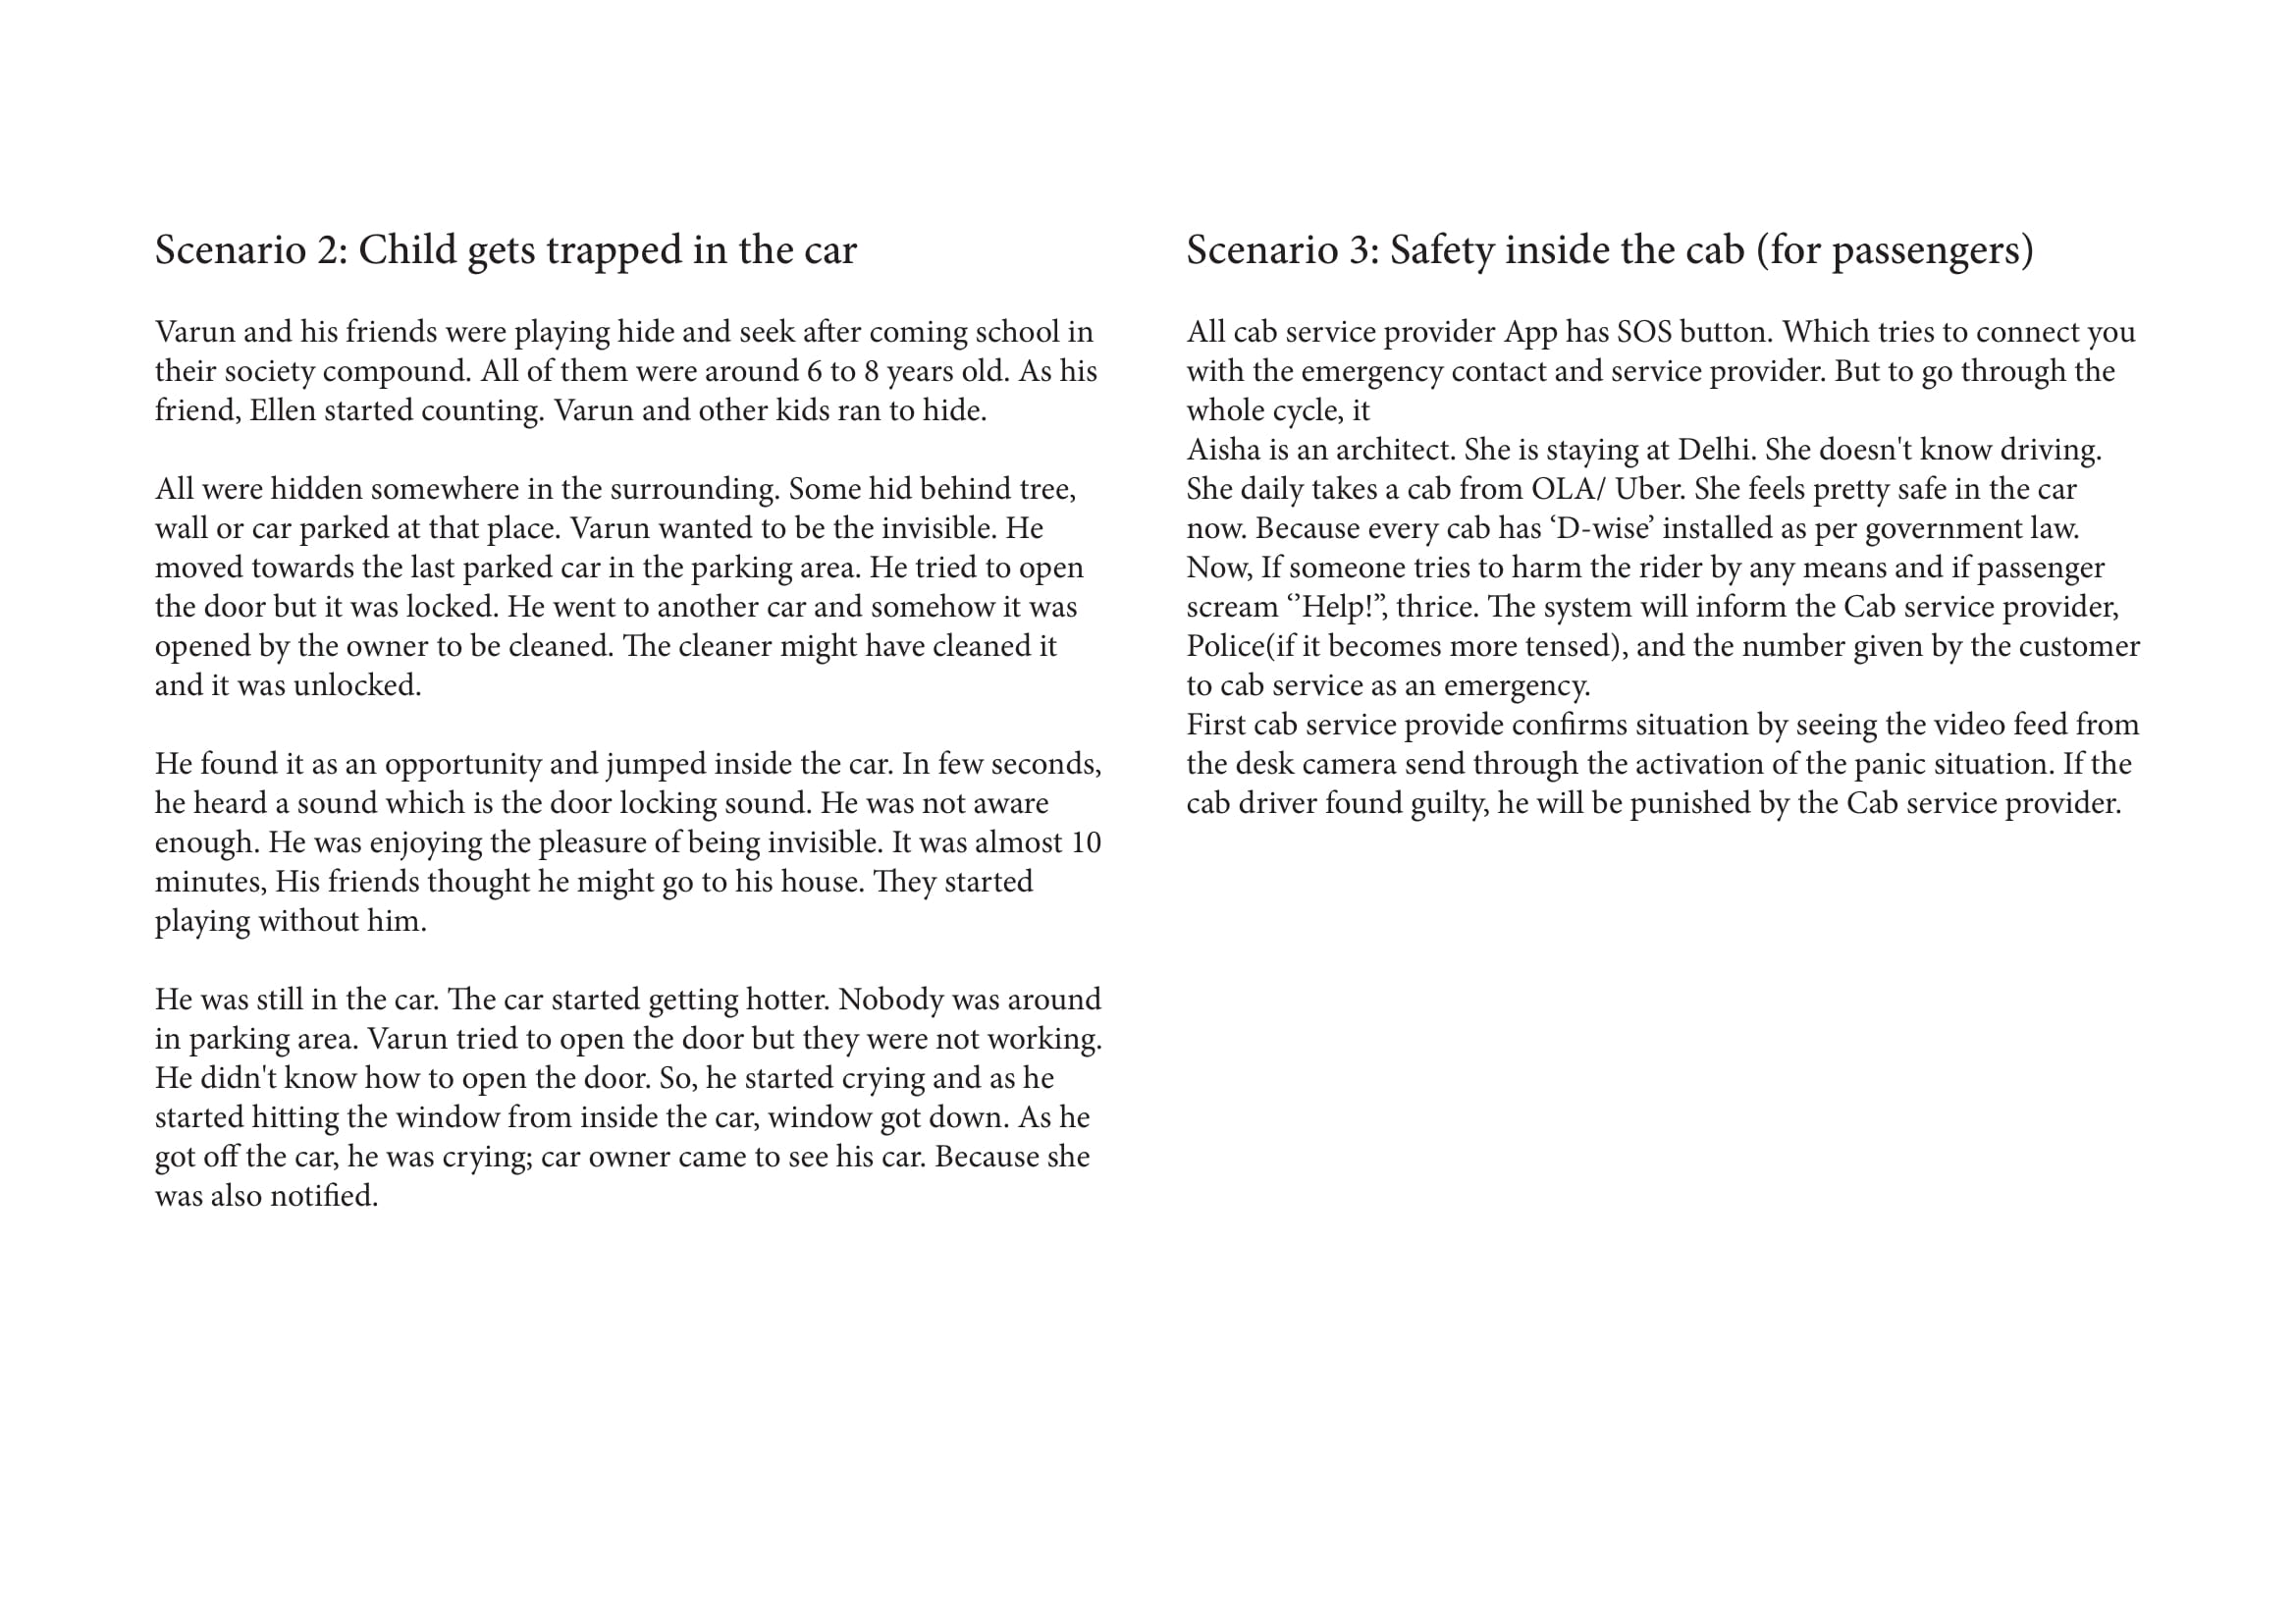 Scenario 2: Child gets trapped in the car
Varun and his friends were playing hide and seek after coming school in
their society compound. All of them were around 6 to 8 years old. As his
friend, Ellen started counting. Varun and other kids ran to hide.
All were hidden somewhere in the surrounding. Some hid behind tree,
wall or car parked at that place. Varun wanted to be the invisible. He
moved towards the last parked car in the parking area. He tried to open
the door but it was locked. He went to another car and somehow it was
opened by the owner to be cleaned. The cleaner might have cleaned it
and it was unlocked.
He found it as an opportunity and jumped inside the car. In few seconds,
he heard a sound which is the door locking sound. He was not aware
enough. He was enjoying the pleasure of being invisible. It was almost 10
minutes, His friends thought he might go to his house. They started
playing without him.
He was still in the car. The car started getting hotter. Nobody was around
in parking area. Varun tried to open the door but they were not working.
He didn't know how to open the door. So, he started crying and as he
started hitting the window from inside the car, window got down. As he
got off the car, he was crying; car owner came to see his car. Because she
was also notified.
Scenario 3: Safety inside the cab (for passengers)
All cab service provider App has SOS button. Which tries to connect you
with the emergency contact and service provider. But to go through the
whole cycle, it
Aisha is an architect. She is staying at Delhi. She doesn't know driving.
She daily takes a cab from OLA/ Uber. She feels pretty safe in the car
now. Because every cab has ‘D-wise’ installed as per government law.
Now, If someone tries to harm the rider by any means and if passenger
scream ‘’Help!”, thrice. The system will inform the Cab service provider,
Police(if it becomes more tensed), and the number given by the customer
to cab service as an emergency.
First cab service provide confirms situation by seeing the video feed from
the desk camera send through the activation of the panic situation. If the
cab driver found guilty, he will be punished by the Cab service provider.